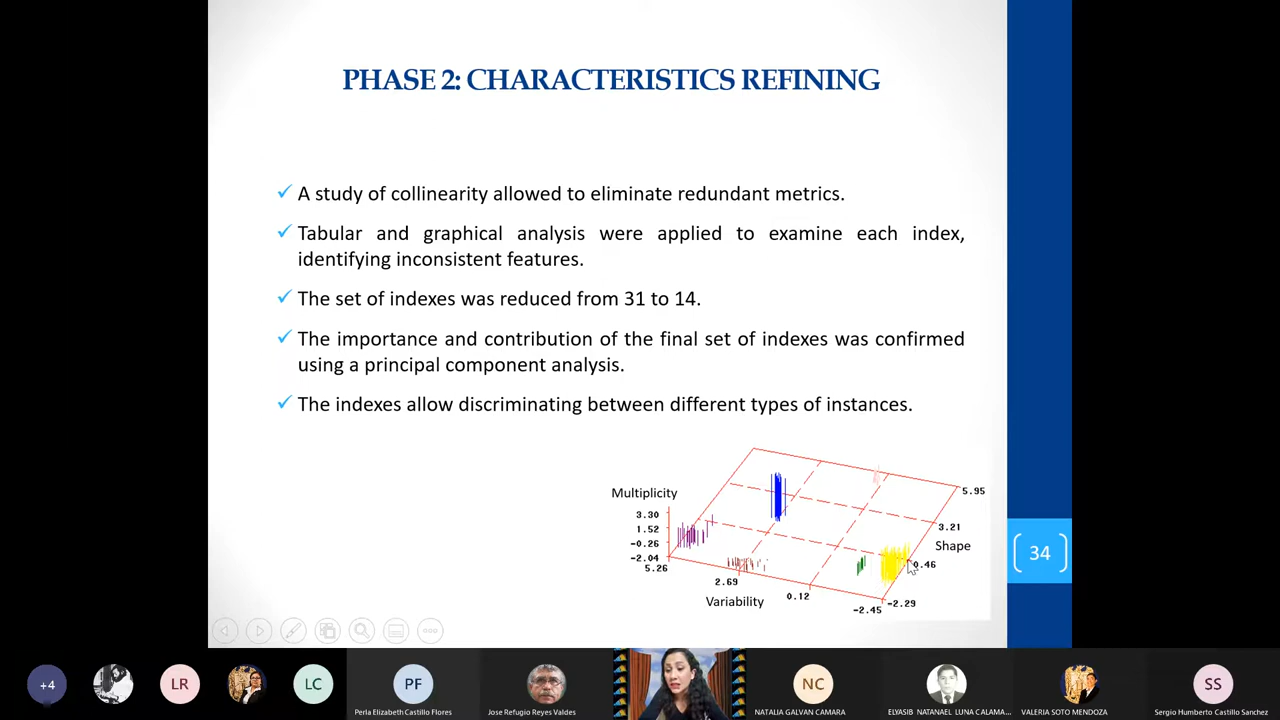 PHASE 2: CHARACTERISTICS REFINING
✓ A study of collinearity allowed to eliminate redundant metrics.
✓ Tabular and graphical analysis were applied to examine each index,
identifying inconsistent features.
✓ The set of indexes was reduced from 31 to 14.
✓ The importance and contribution of the final set of indexes was confirmed
using a principal component analysis.
✓ The indexes allow discriminating between different types of instances.
Multiplicity
3.30
1.52
-0.26
-2.04
5.26
2.69
0.12
-2.45
Variability
5.95
3.21
Shape
0.46
-2.29
34
+4
LR
LC
PF
Perla Elizabeth Castillo Flores
Jose Refugio Reyes Valdes
NC
NATALIA GALVAN CAMARA
ELYASIB NATANAEL LUNA CALAMA...
VALERIA SOTO MENDOZA
SS
Sergio Humberto Castillo Sanchez